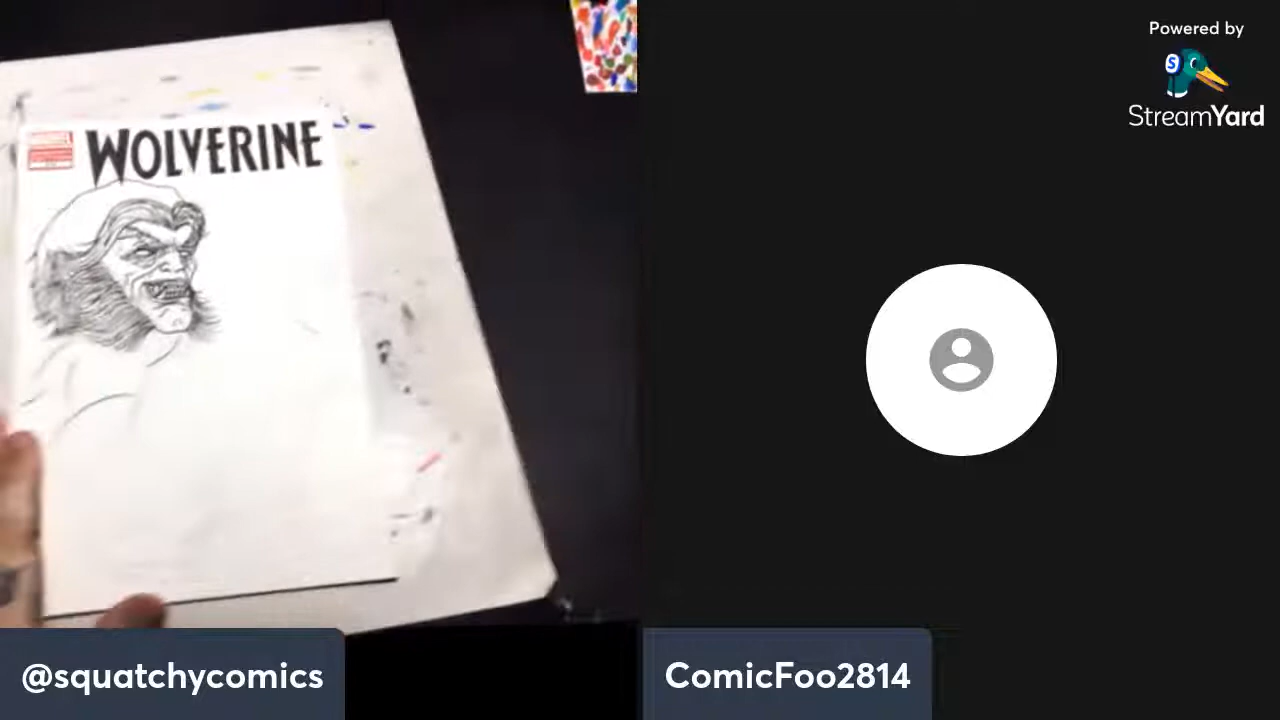 Powered by
S
StreamYard
WOLVERINE
@squatchycomics
ComicFoo2814